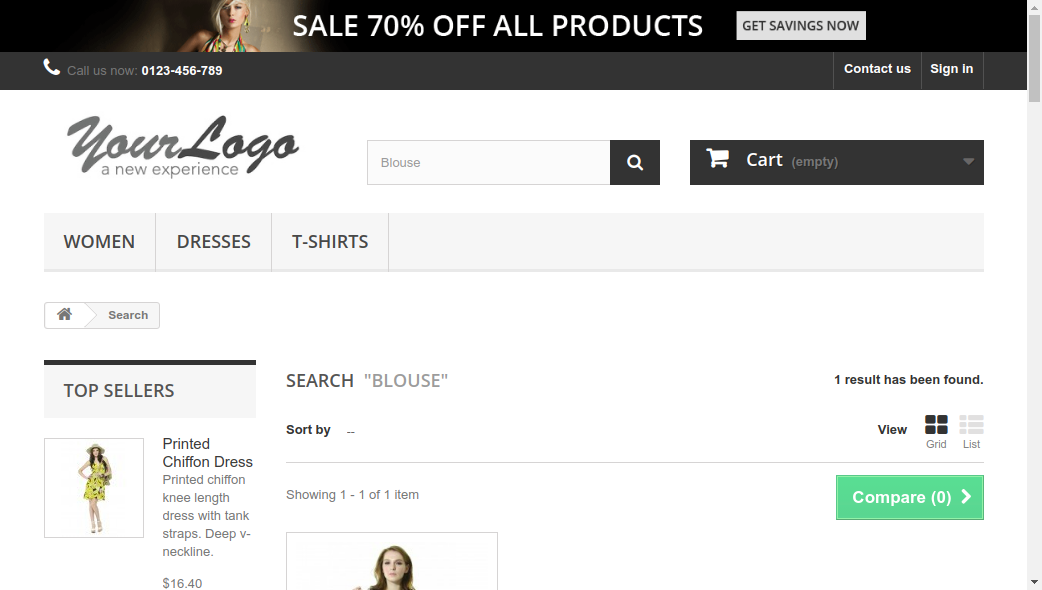 SALE 70% OFF ALL PRODUCTS GET SAVINGS NOW
Call us now: 0123-456-789 Contact us Sign in
YourLogo
a new experience
Blouse
Cart (empty)
WOMEN DRESSES T-SHIRTS
Search
TOP SELLERS
Printed
Chiffon Dress
Printed chiffon
knee length
dress with tank
straps. Deep v-
neckline.
$16.40
SEARCH "BLOUSE" 1 result has been found.
Sort by -- View Grid List
Showing 1 - 1 of 1 item
Compare (0)